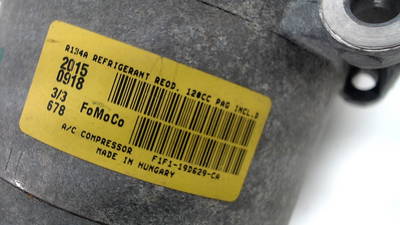 R134A REFRIGERANT REQD. 120CC PAG INCL.D
2015
0918
3/3
678
FoMoCo
F1F1-19D629-CA
A/C COMPRESSOR
MADE IN HUNGARY